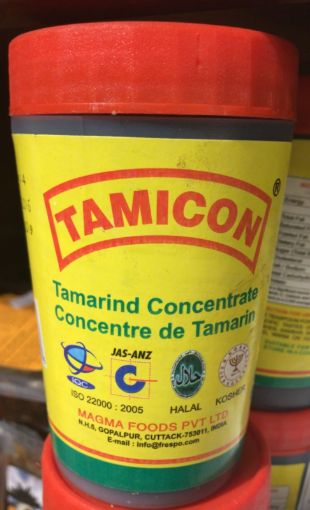 TAMICON
®
Tamarind Concentrate
Concentre de Tamarin
JAS-ANZ
IQC
حلال
ISO 22000 : 2005
HALAL
KOSHER
MAGMA FOODS PVT LTD
N.H.5, GOPALPUR, CUTTACK-753011, INDIA
E-mail : info@frespo.com